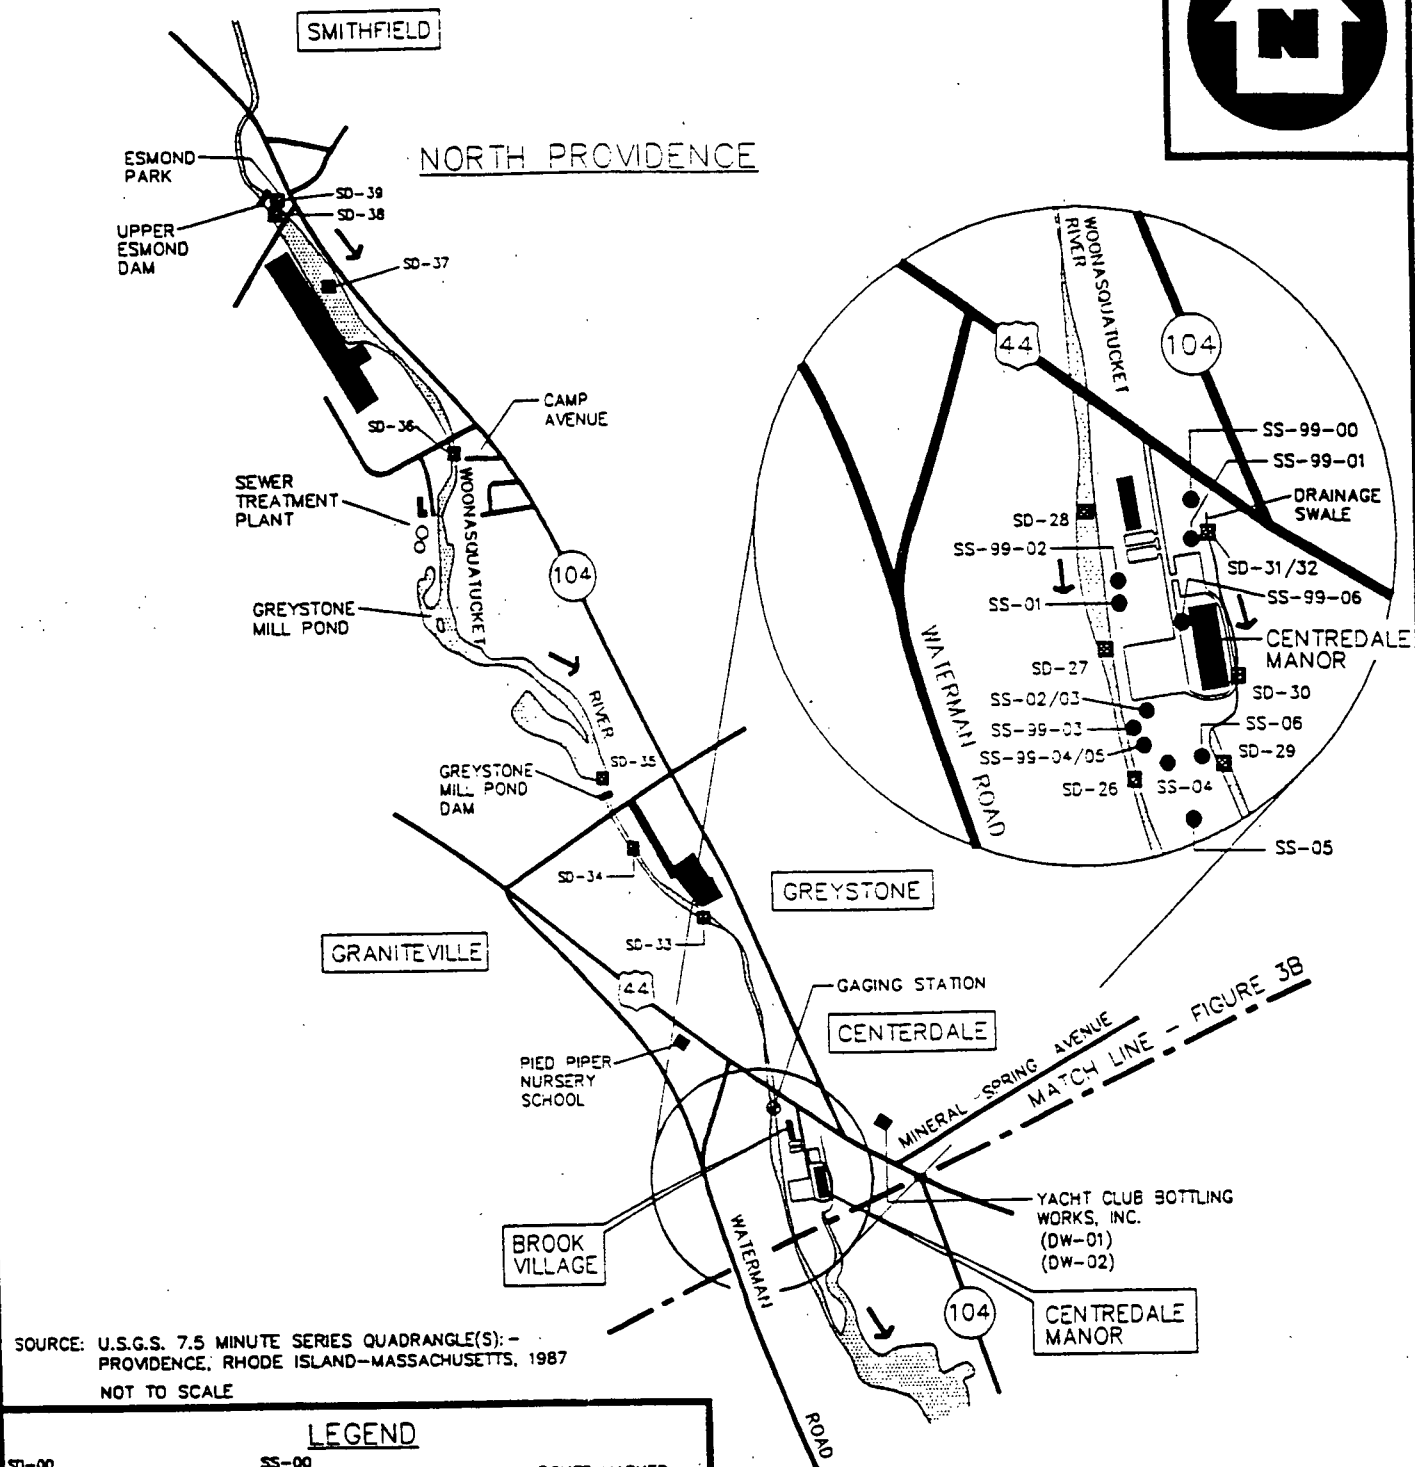 SMITHFIELD
N
NORTH PROVIDENCE
ESMOND
PARK
SD-39
SD-38
UPPER
ESMOND
DAM
SD-37
CAMP
AVENUE
SD-36
SEWER
TREATMENT
PLANT
WOONASQUATUCKET
RIVER
104
GREYSTONE
MILL POND
SD-35
GREYSTONE
MILL POND
DAM
SD-34
SD-33
GREYSTONE
GRANITEVILLE
44
GAGING STATION
CENTERDALE
PIED PIPER
NURSERY
SCHOOL
MINERAL SPRING AVENUE
MATCH LINE - FIGURE 3B
YACHT CLUB BOTTLING
WORKS, INC.
(DW-01)
(DW-02)
BROOK
VILLAGE
WATERMAN
ROAD
104
CENTREDALE
MANOR
WOONASQUATUCKET
RIVER
44
104
SS-99-00
SS-99-01
DRAINAGE
SWALE
SD-28
SS-99-02
SD-31/32
SS-01
SS-99-06
CENTREDALE
MANOR
SD-27
SD-30
SS-02/03
SS-99-03
SS-06
SS-99-04/05
SD-29
SD-26
SS-04
SS-05
WATERMAN
ROAD
SOURCE: U.S.G.S. 7.5 MINUTE SERIES QUADRANGLE(S):-
PROVIDENCE, RHODE ISLAND-MASSACHUSETTS, 1987
NOT TO SCALE
LEGEND
SD-00
SS-00